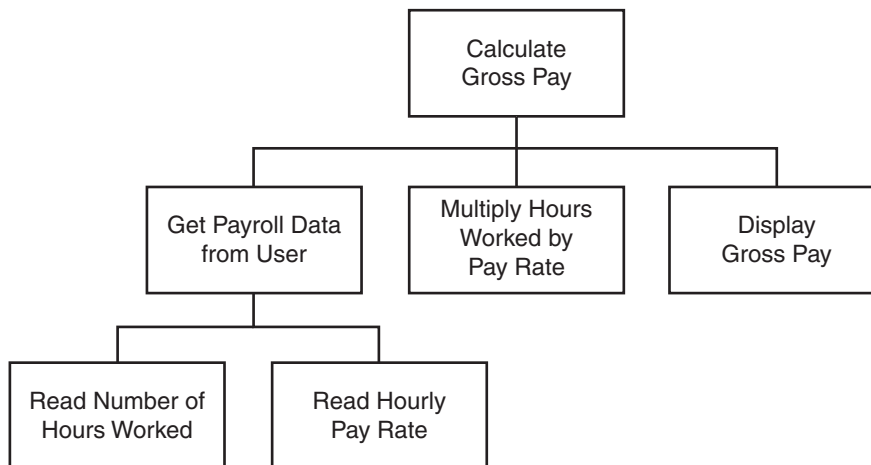 Calculate
Gross Pay
Get Payroll Data
from User
Multiply Hours
Worked by
Pay Rate
Display
Gross Pay
Read Number of
Hours Worked
Read Hourly
Pay Rate